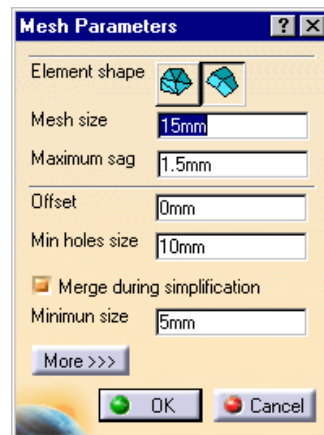 Mesh Parameters ? ×
Element shape
Mesh size 15mm
Maximum sag 1.5mm
Offset 0mm
Min holes size 10mm
Merge during simplification
Minimun size 5mm
More >>>
OK Cancel